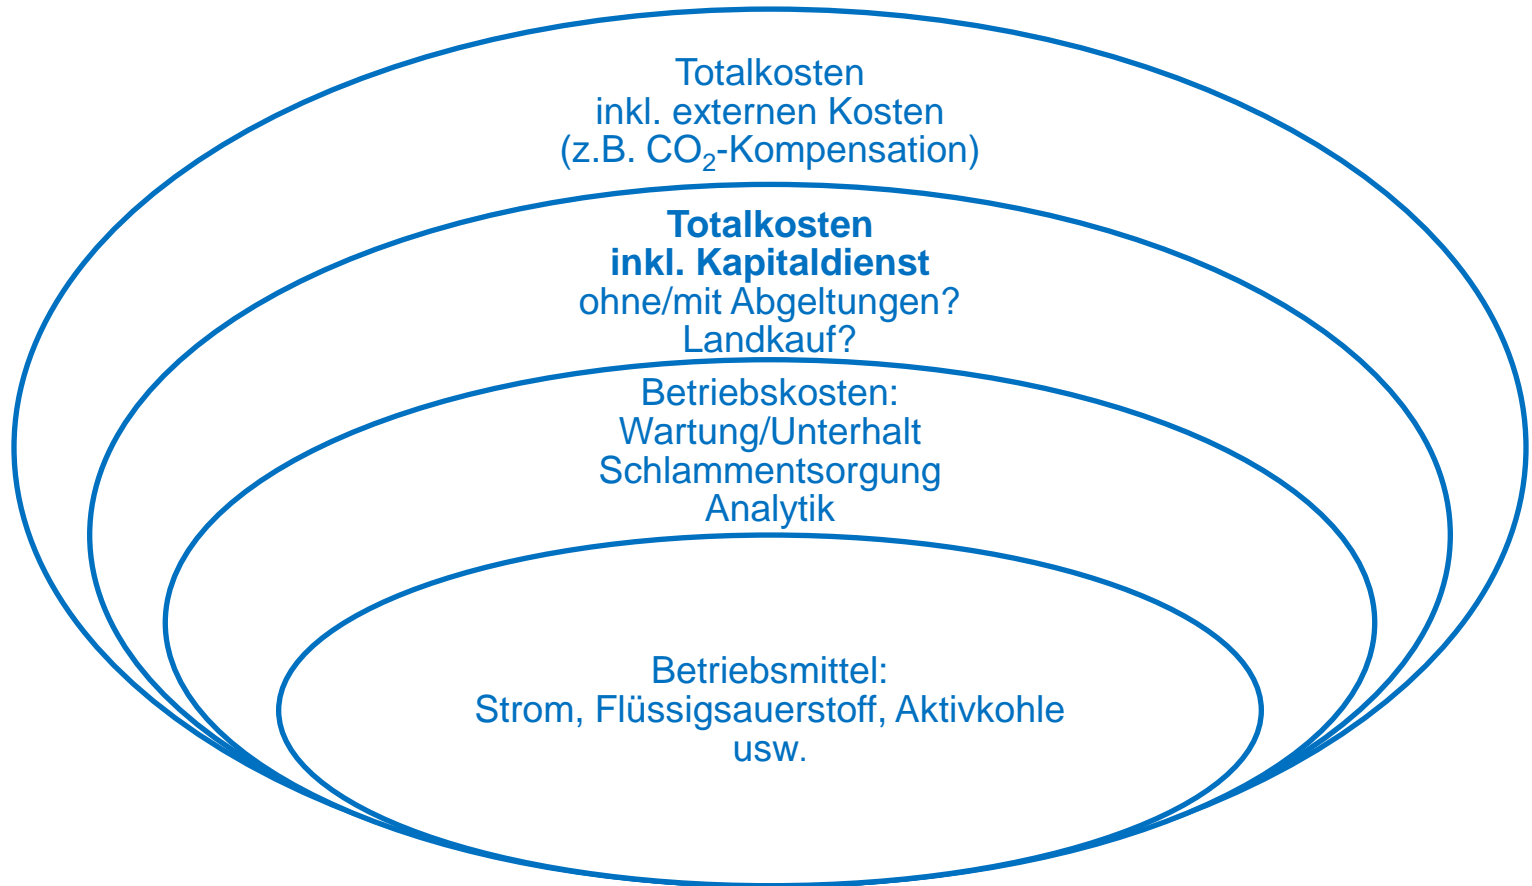 Totalkosten
inkl. externen Kosten
(z.B. CO₂-Kompensation)
Totalkosten
inkl. Kapitaldienst
ohne/mit Abgeltungen?
Landkauf?
Betriebskosten:
Wartung/Unterhalt
Schlammentsorgung
Analytik
Betriebsmittel:
Strom, Flüssigsauerstoff, Aktivkohle
usw.